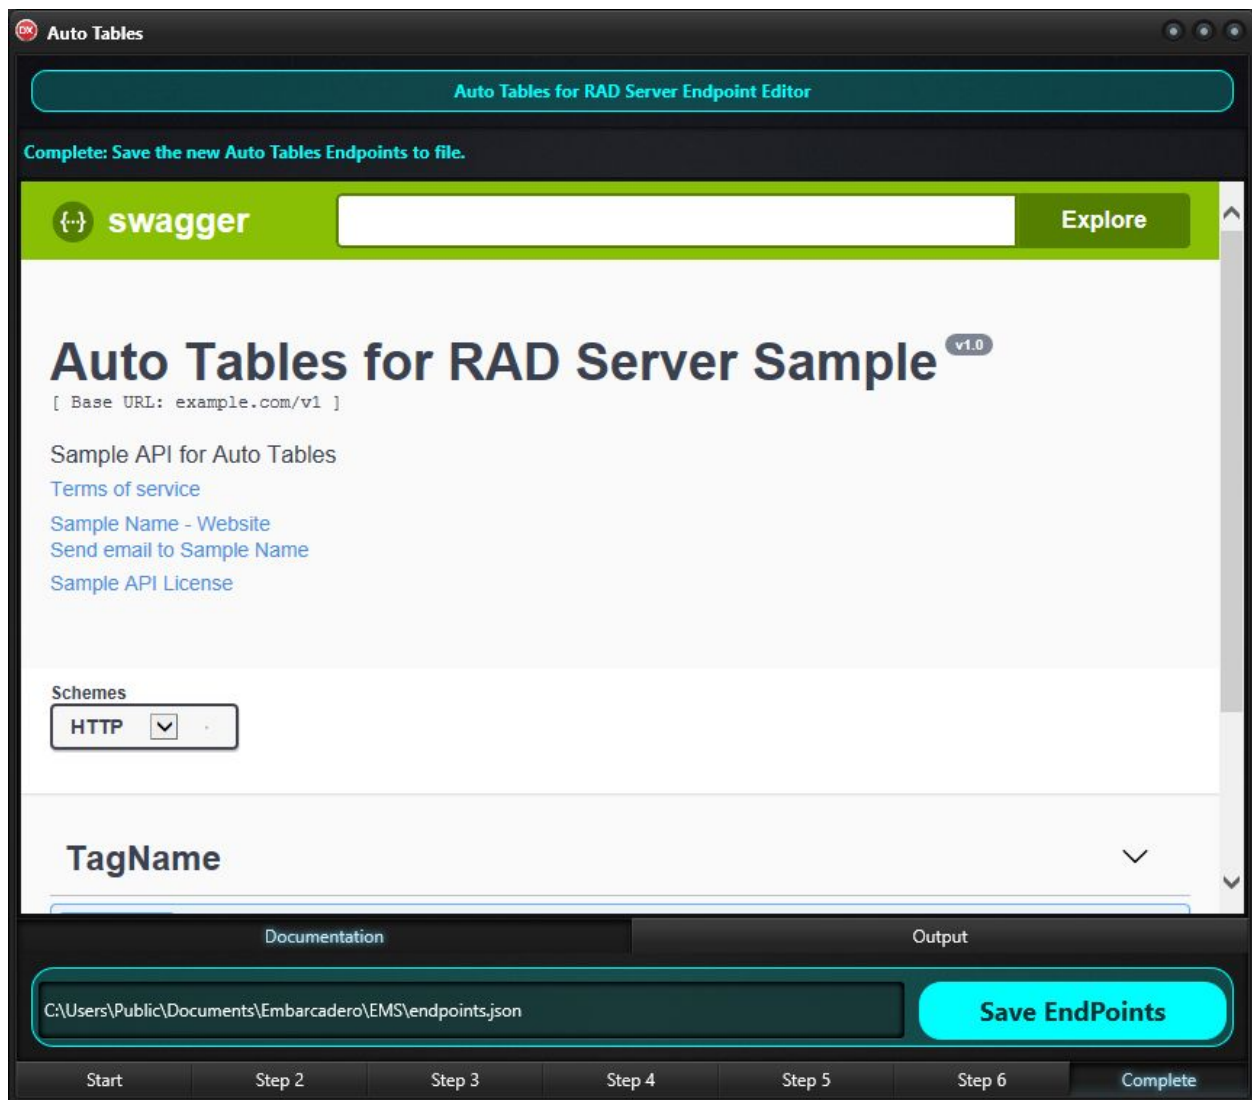 DX Auto Tables
Auto Tables for RAD Server Endpoint Editor
Complete: Save the new Auto Tables Endpoints to file.
{···} swagger Explore
Auto Tables for RAD Server Sample v1.0
[ Base URL: example.com/v1 ]
Sample API for Auto Tables
Terms of service
Sample Name - Website
Send email to Sample Name
Sample API License
Schemes
HTTP
TagName
Documentation Output
C:\Users\Public\Documents\Embarcadero\EMS\endpoints.json Save EndPoints
Start Step 2 Step 3 Step 4 Step 5 Step 6 Complete